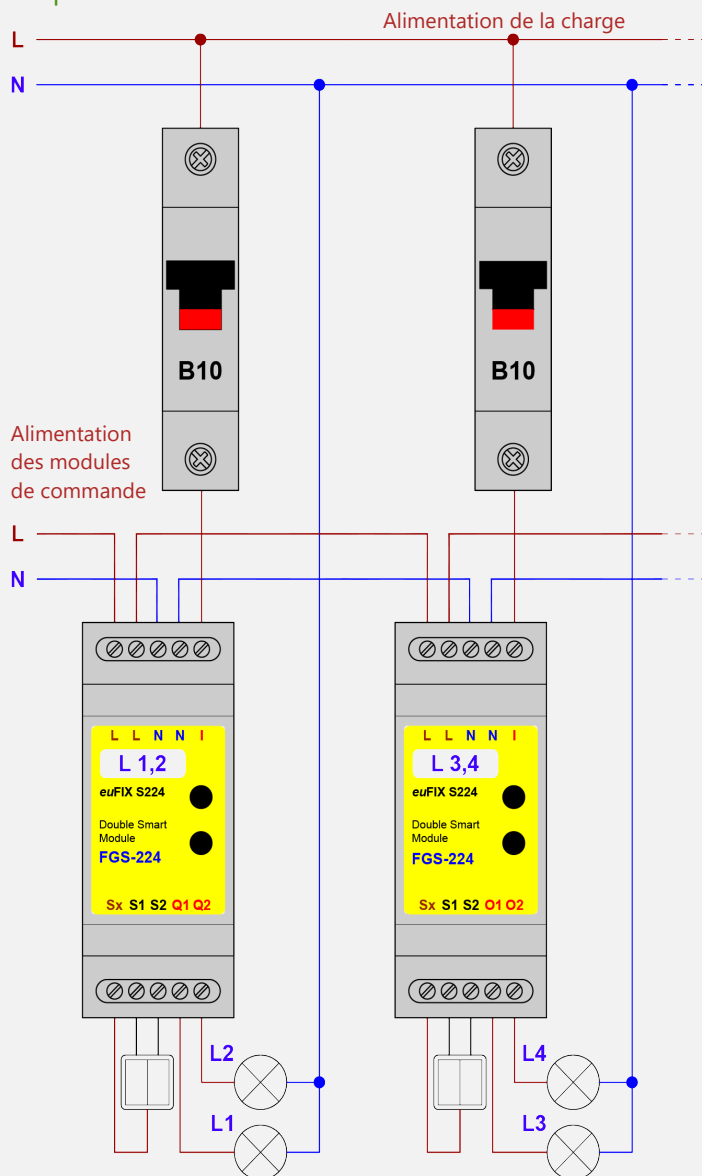 Alimentation de la charge
L
N
B10
B10
Alimentation
des modules
de commande
L
N
L L N N I
L 1,2
euFIX S224
Double Smart
Module
FGS-224
Sx S1 S2 Q1 Q2
L L N N I
L 3,4
euFIX S224
Double Smart
Module
FGS-224
Sx S1 S2 O1 O2
L2
L1
L4
L3